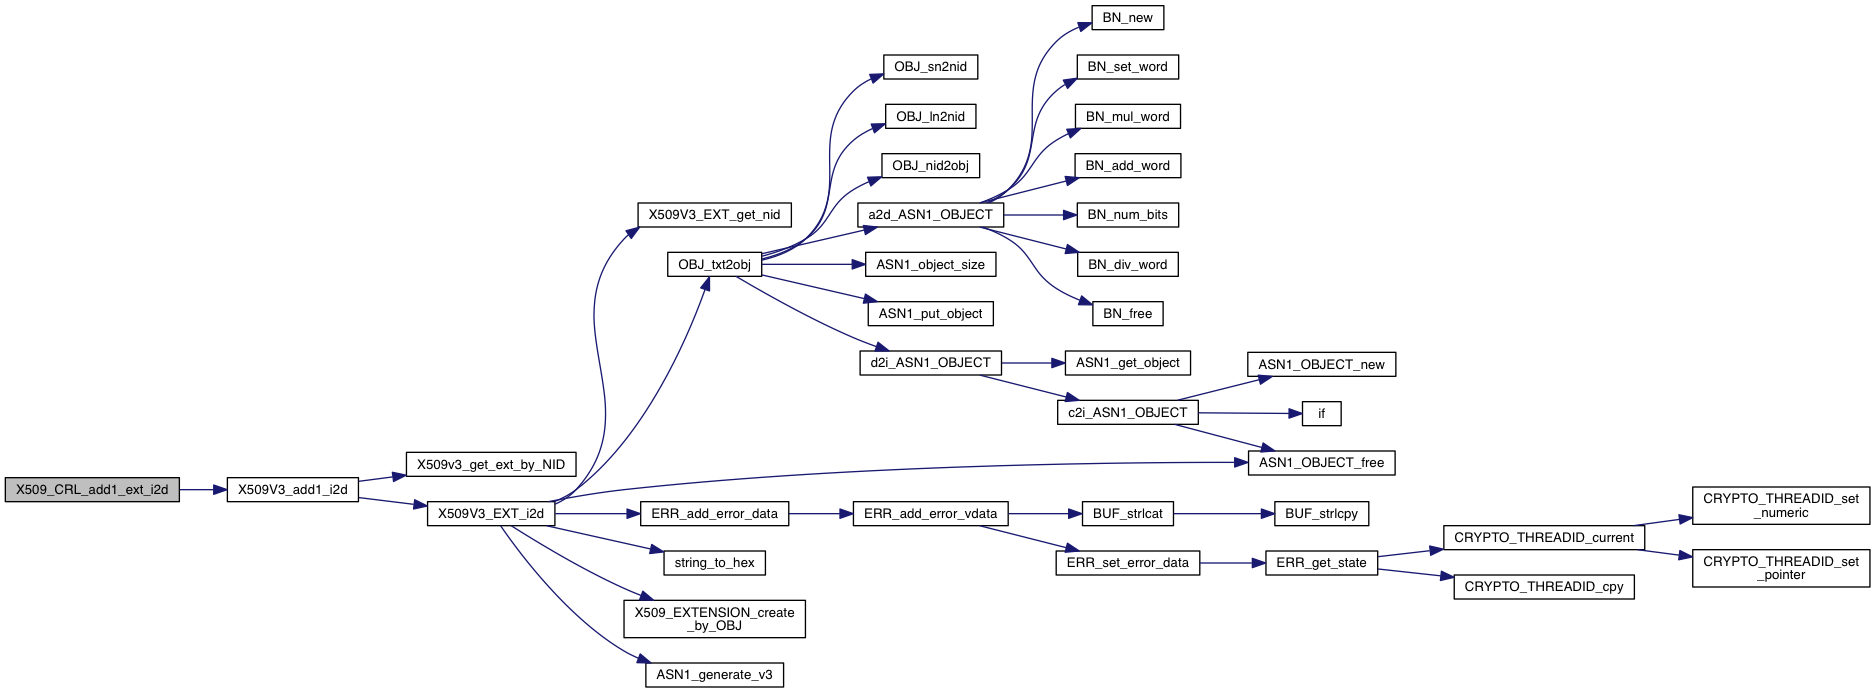 BN_new
OBJ_sn2nid
BN_set_word
OBJ_ln2nid
BN_mul_word
OBJ_nid2obj
BN_add_word
X509V3_EXT_get_nid
a2d_ASN1_OBJECT
BN_num_bits
OBJ_txt2obj
ASN1_object_size
BN_div_word
ASN1_put_object
BN_free
d2i_ASN1_OBJECT
ASN1_get_object
ASN1_OBJECT_new
c2i_ASN1_OBJECT
if
X509v3_get_ext_by_NID
ASN1_OBJECT_free
X509_CRL_add1_ext_i2d
X509V3_add1_i2d
X509V3_EXT_i2d
ERR_add_error_data
ERR_add_error_vdata
BUF_strlcat
BUF_strlcpy
CRYPTO_THREADID_set
_numeric
CRYPTO_THREADID_current
string_to_hex
ERR_set_error_data
ERR_get_state
CRYPTO_THREADID_set
_pointer
CRYPTO_THREADID_cpy
X509_EXTENSION_create
_by_OBJ
ASN1_generate_v3